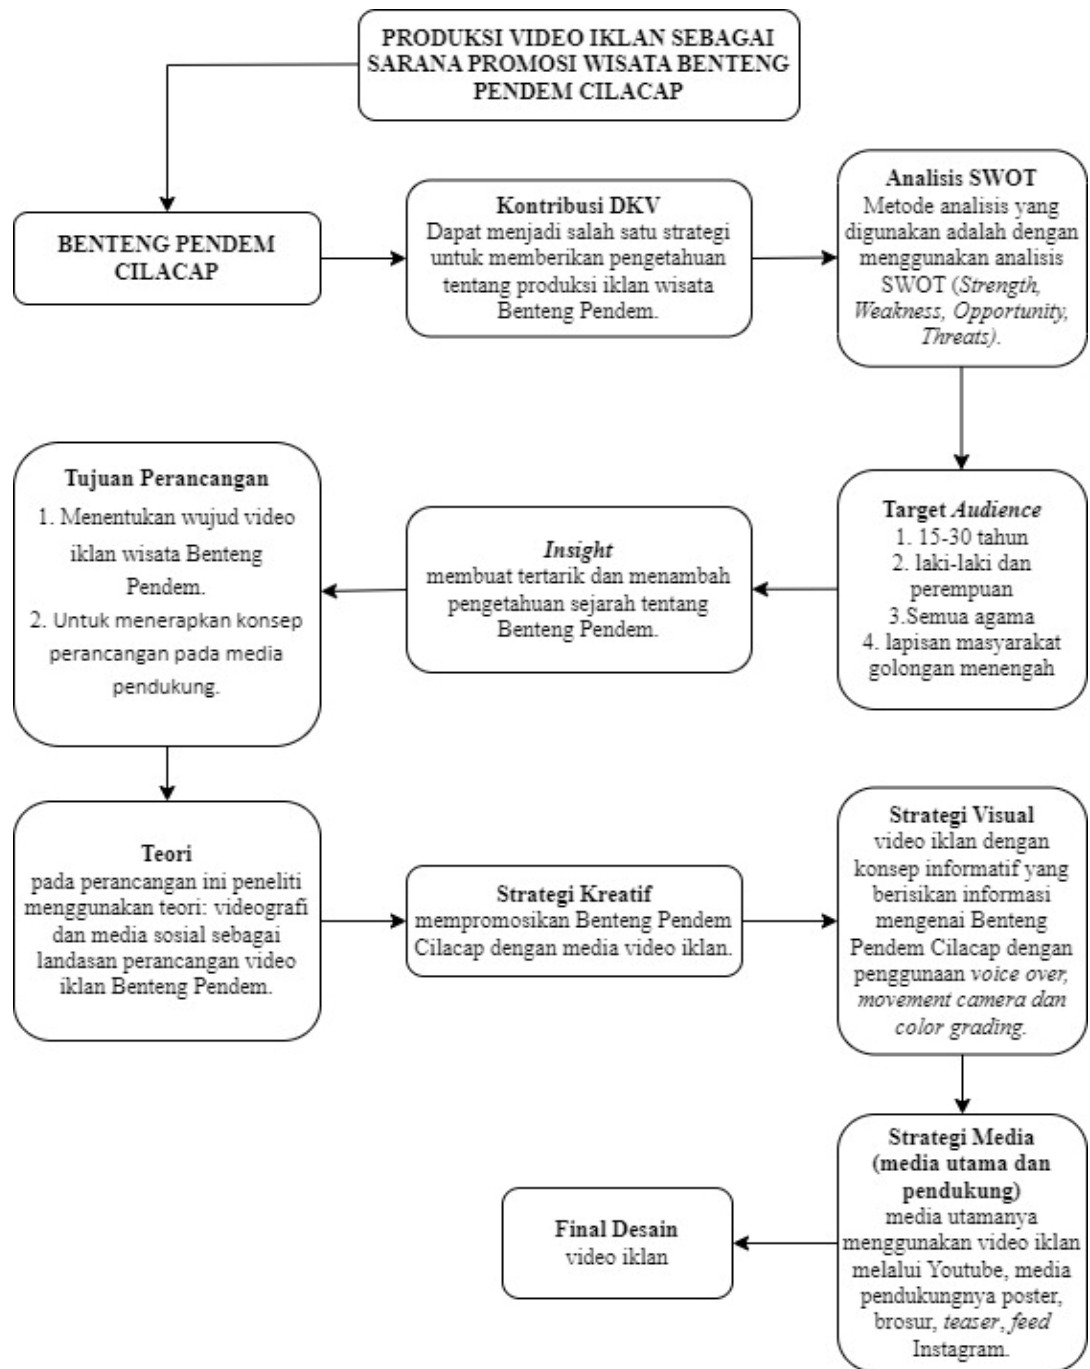 PRODUKSI VIDEO IKLAN SEBAGAI
SARANA PROMOSI WISATA BENTENG
PENDEM CILACAP
BENTENG PENDEM
CILACAP
Kontribusi DKV
Dapat menjadi salah satu strategi
untuk memberikan pengetahuan
tentang produksi iklan wisata
Benteng Pendem.
Analisis SWOT
Metode analisis yang
digunakan adalah dengan
menggunakan analisis
SWOT (Strength,
Weakness, Opportunity,
Threats).
Target Audience
1. 15-30 tahun
2. laki-laki dan
perempuan
3.Semua agama
4. lapisan masyarakat
golongan menengah
Insight
membuat tertarik dan menambah
pengetahuan sejarah tentang
Benteng Pendem.
Tujuan Perancangan
1. Menentukan wujud video
iklan wisata Benteng
Pendem.
2. Untuk menerapkan konsep
perancangan pada media
pendukung.
Teori
pada perancangan ini peneliti
menggunakan teori: videografi
dan media sosial sebagai
landasan perancangan video
iklan Benteng Pendem.
Strategi Kreatif
mempromosikan Benteng Pendem
Cilacap dengan media video iklan.
Strategi Visual
video iklan dengan
konsep informatif yang
berisikan informasi
mengenai Benteng
Pendem Cilacap dengan
penggunaan voice over,
movement camera dan
color grading.
Strategi Media
(media utama dan
pendukung)
media utamanya
menggunakan video iklan
melalui Youtube, media
pendukungnya poster,
brosur, teaser, feed
Instagram.
Final Desain
video iklan